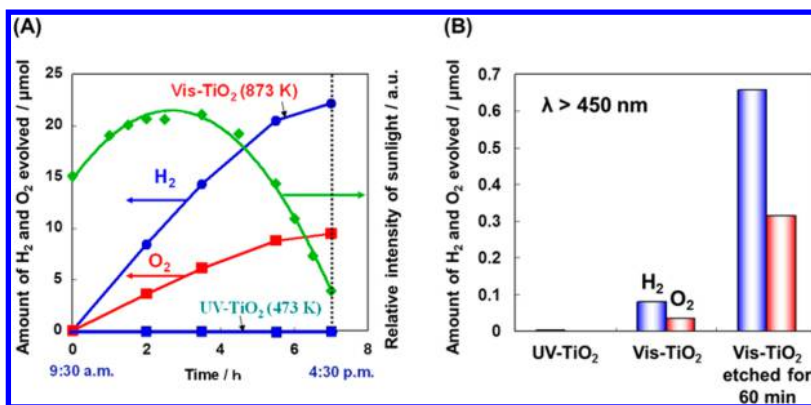 (A)
Amount of H2 and O2 evolved / μmol
25
20
15
10
5
0
Vis-TiO2 (873 K)
H2
O2
UV-TiO2 (473 K)
0
2
4
6
8
9:30 a.m.
Time / h
4:30 p.m.
Relative intensity of sunlight / a.u.
(B)
Amount of H2 and O2 evolved / μmol
0.7
0.6
0.5
0.4
0.3
0.2
0.1
0
λ > 450 nm
H2
O2
UV-TiO2
Vis-TiO2
Vis-TiO2
etched for
60 min